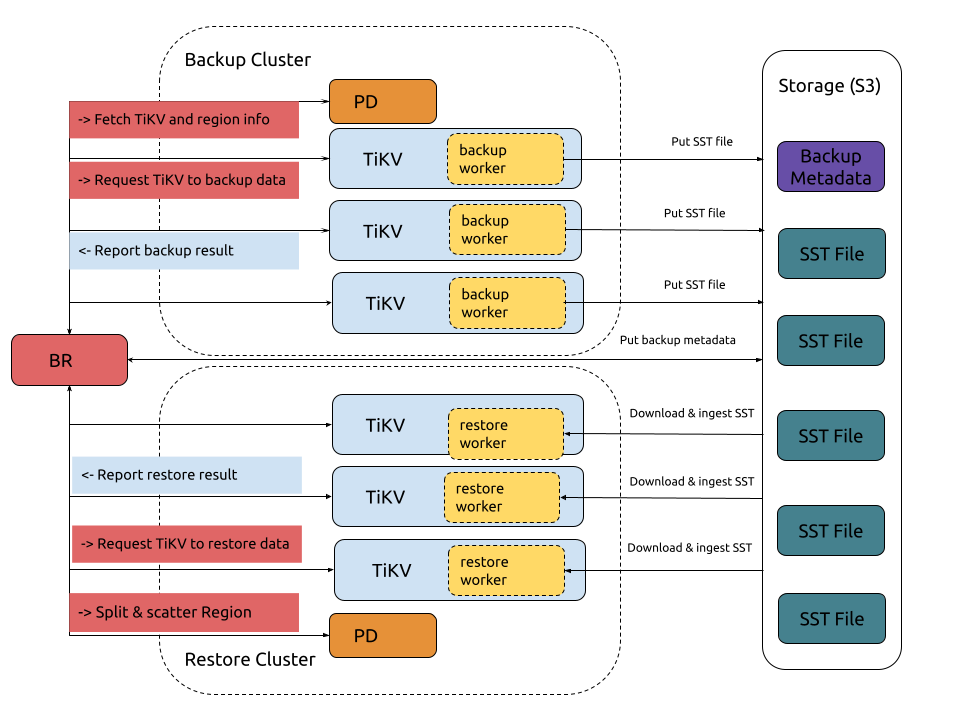 Backup Cluster
Storage (S3)
PD
-> Fetch TiKV and region info
TiKV
backup
worker
Put SST file
Backup
Metadata
-> Request TiKV to backup data
TiKV
backup
worker
Put SST file
<- Report backup result
SST File
TiKV
backup
worker
Put SST file
SST File
Put backup metadata
BR
TiKV
restore
worker
Download & ingest SST
SST File
<- Report restore result
TiKV
restore
worker
Download & ingest SST
SST File
-> Request TiKV to restore data
TiKV
restore
worker
Download & ingest SST
-> Split & scatter Region
SST File
PD
Restore Cluster